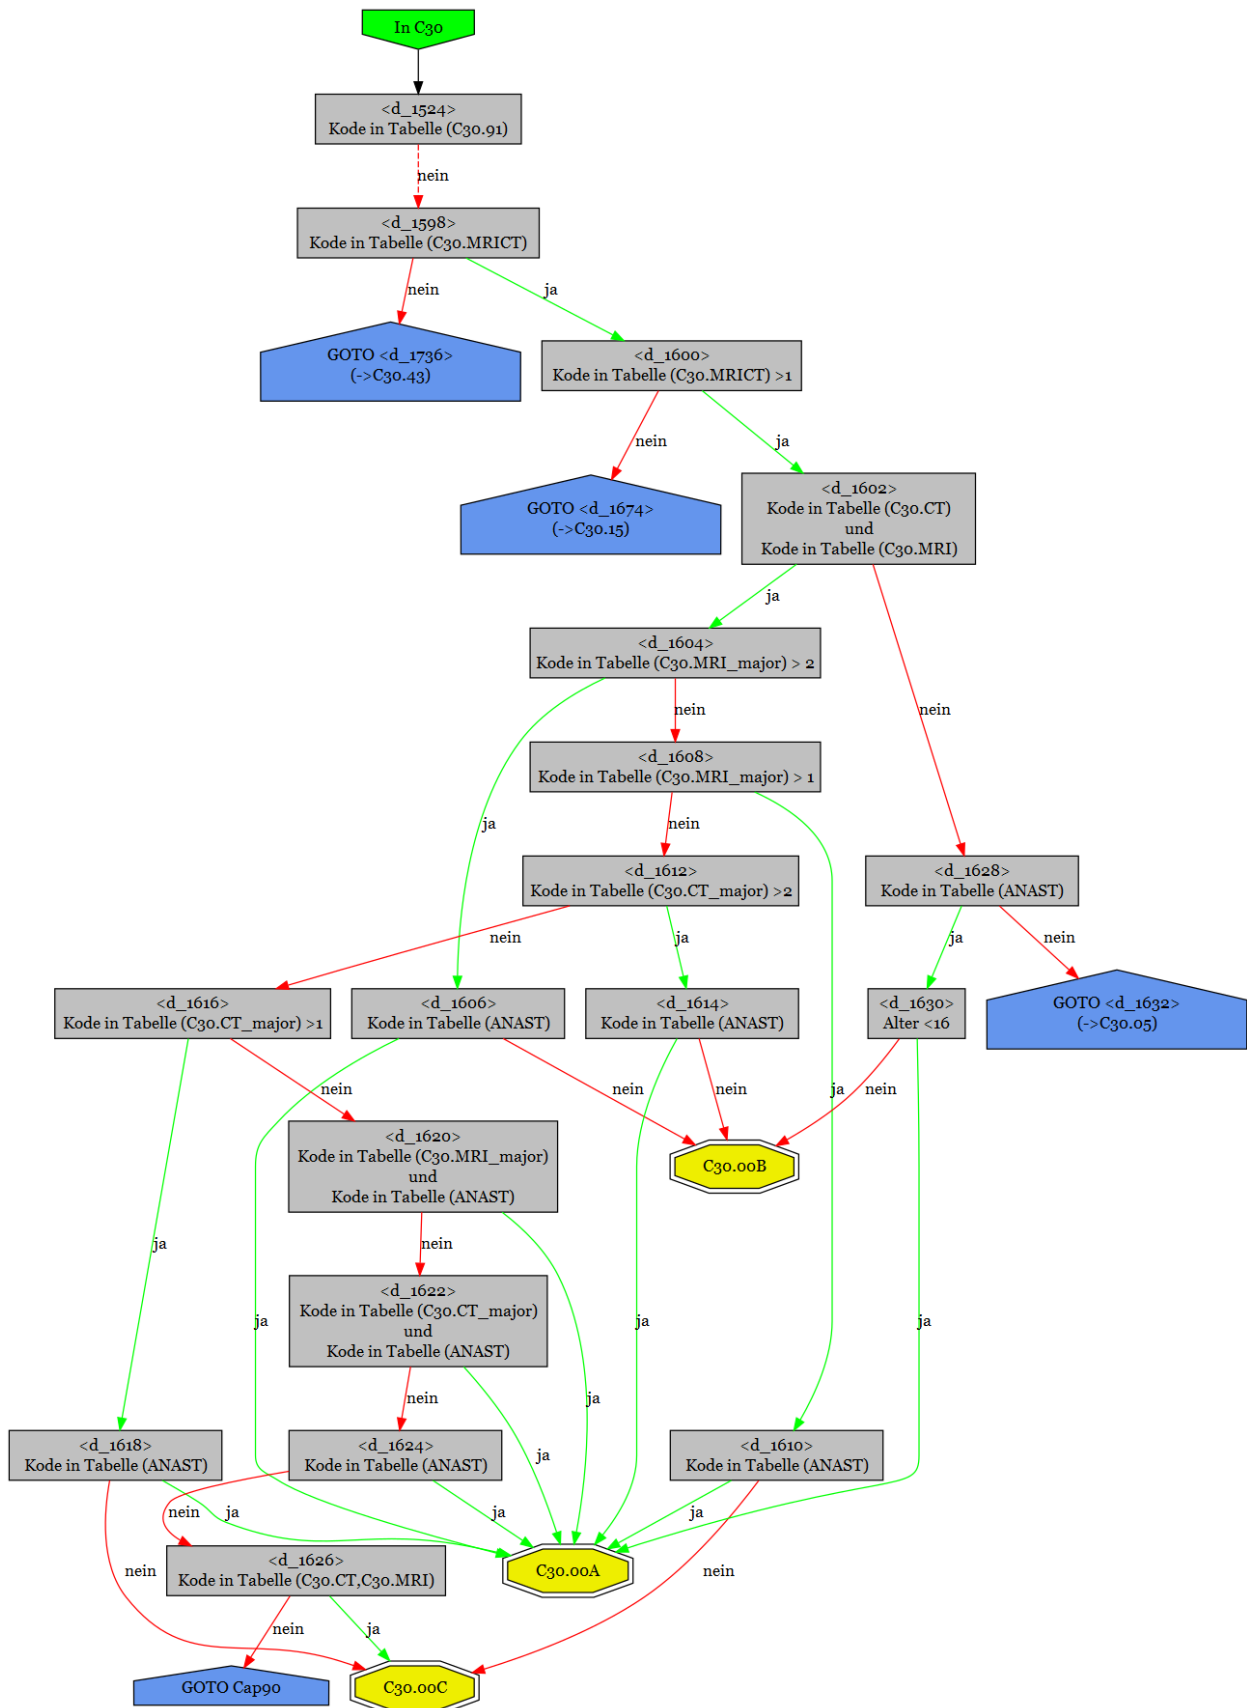 In C30
<d_1524>
Kode in Tabelle (C30.91)
nein
<d_1598>
Kode in Tabelle (C30.MRICT)
nein
ja
GOTO <d_1736>
(->C30.43)
<d_1600>
Kode in Tabelle (C30.MRICT) >1
nein
ja
GOTO <d_1674>
(->C30.15)
<d_1602>
Kode in Tabelle (C30.CT)
und
Kode in Tabelle (C30.MRI)
ja
nein
<d_1604>
Kode in Tabelle (C30.MRI_major) > 2
nein
ja
<d_1608>
Kode in Tabelle (C30.MRI_major) > 1
nein
ja
<d_1612>
Kode in Tabelle (C30.CT_major) >2
nein
ja
<d_1628>
Kode in Tabelle (ANAST)
ja
nein
<d_1616>
Kode in Tabelle (C30.CT_major) >1
ja
nein
<d_1606>
Kode in Tabelle (ANAST)
ja
nein
<d_1614>
Kode in Tabelle (ANAST)
ja
nein
<d_1630>
Alter <16
nein
ja
GOTO <d_1632>
(->C30.05)
<d_1620>
Kode in Tabelle (C30.MRI_major)
und
Kode in Tabelle (ANAST)
nein
ja
C30.00B
<d_1622>
Kode in Tabelle (C30.CT_major)
und
Kode in Tabelle (ANAST)
nein
ja
<d_1618>
Kode in Tabelle (ANAST)
nein
ja
<d_1624>
Kode in Tabelle (ANAST)
nein
ja
<d_1610>
Kode in Tabelle (ANAST)
ja
nein
<d_1626>
Kode in Tabelle (C30.CT,C30.MRI)
nein
ja
C30.00A
GOTO Cap90
C30.00C